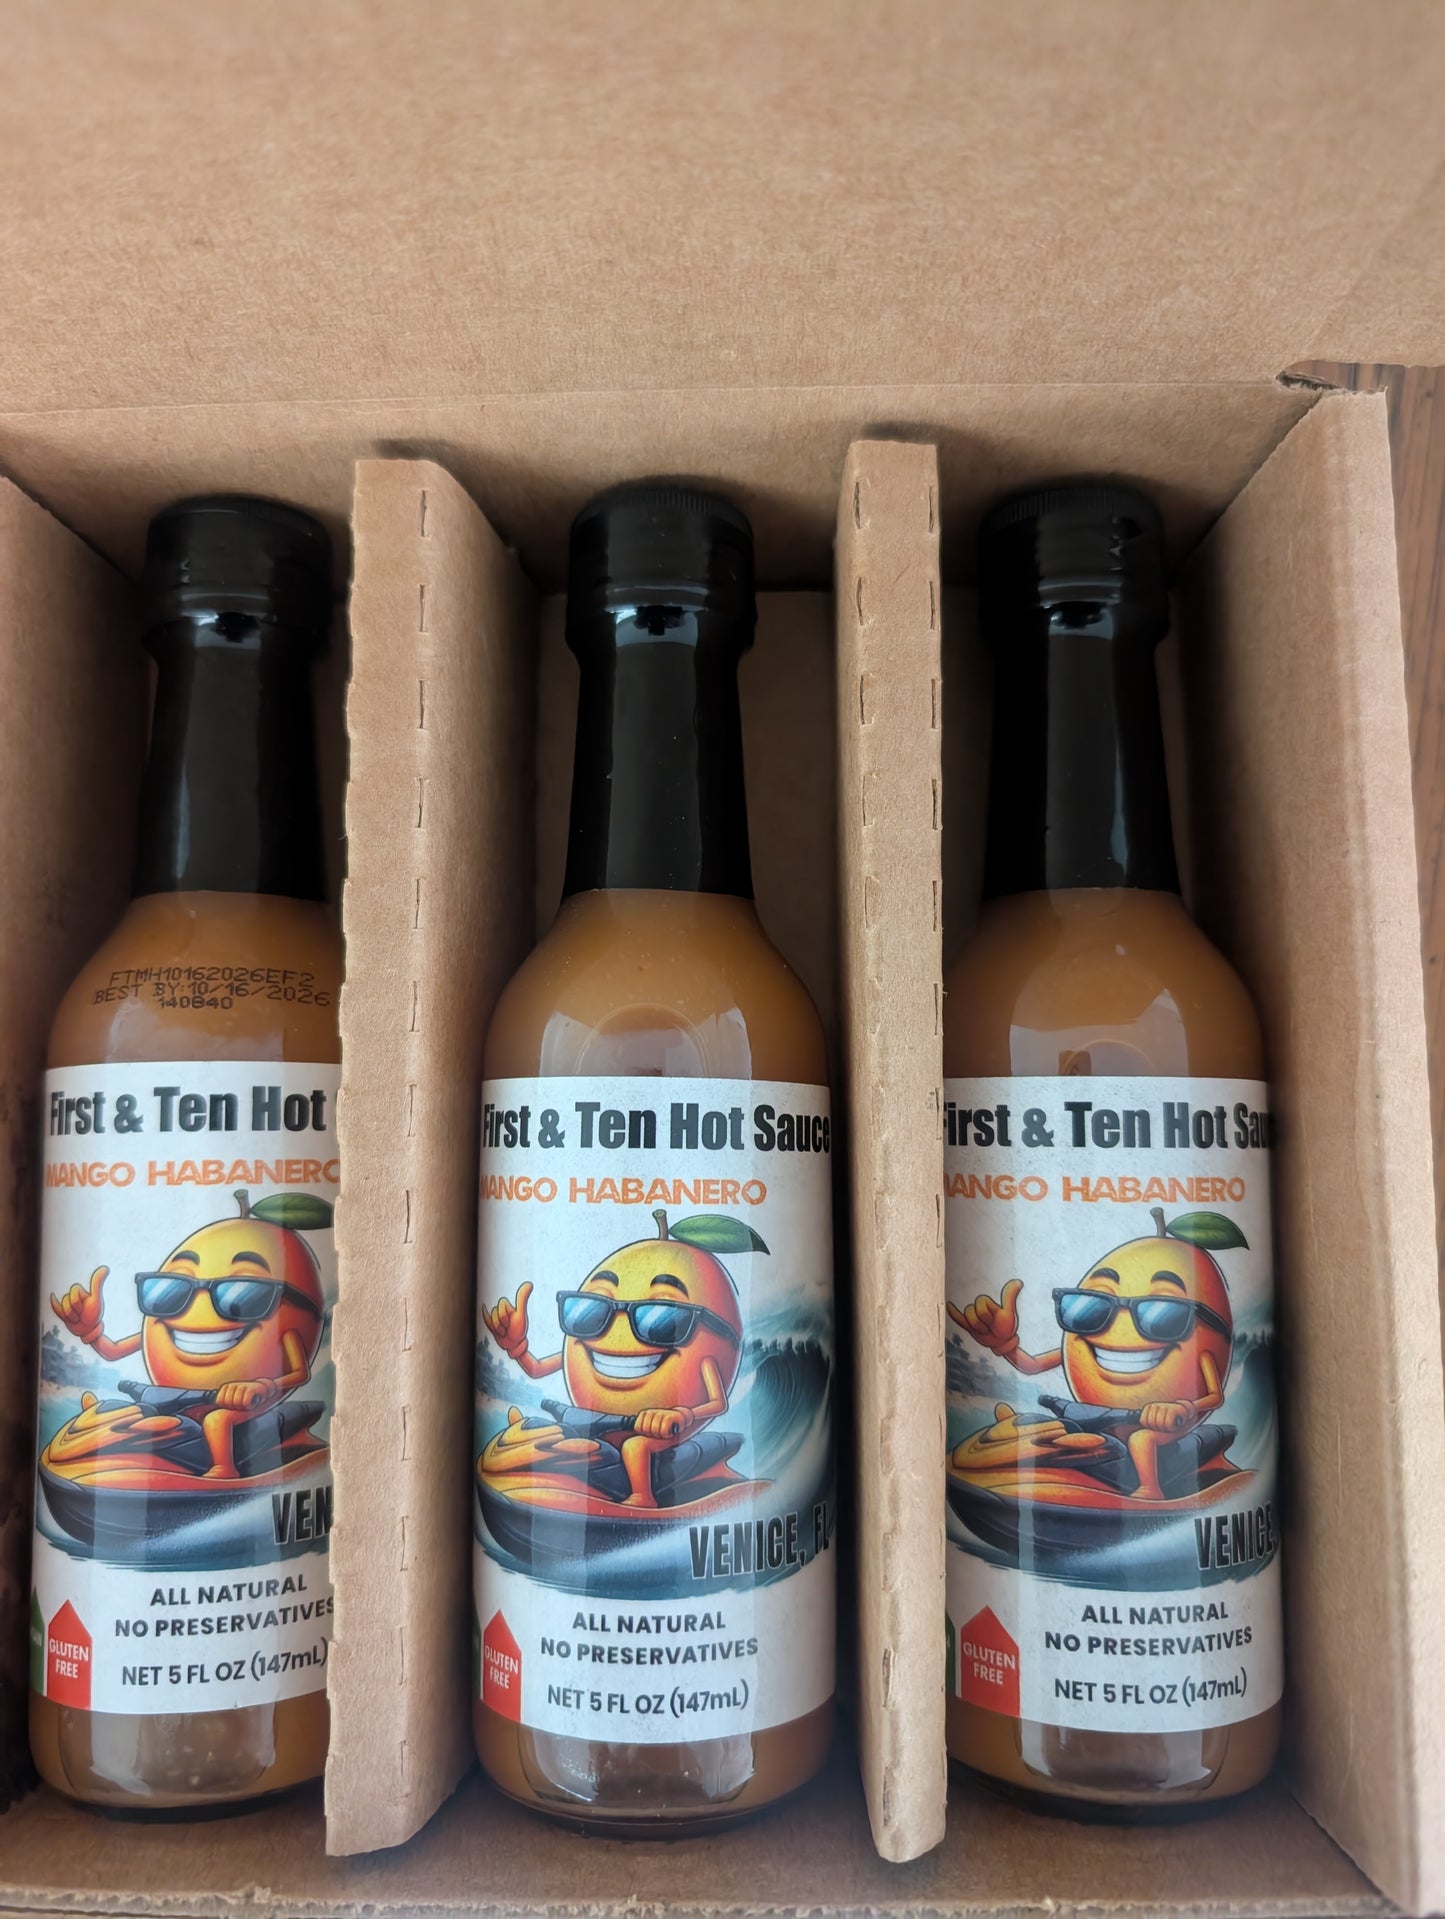 FTMH10162026EF2
BEST BY:10/16/2026
140840
First & Ten Hot
MANGO HABANERO
VEN
ALL NATURAL
NO PRESERVATIVES
GLUTEN
FREE
NET 5 FL OZ (147mL)
First & Ten Hot Sauce
MANGO HABANERO
VENICE, FL
ALL NATURAL
NO PRESERVATIVES
GLUTEN
FREE
NET 5 FL OZ (147mL)
First & Ten Hot Sau
MANGO HABANERO
VENICE,
ALL NATURAL
NO PRESERVATIVES
GLUTEN
FREE
NET 5 FL OZ (147mL)